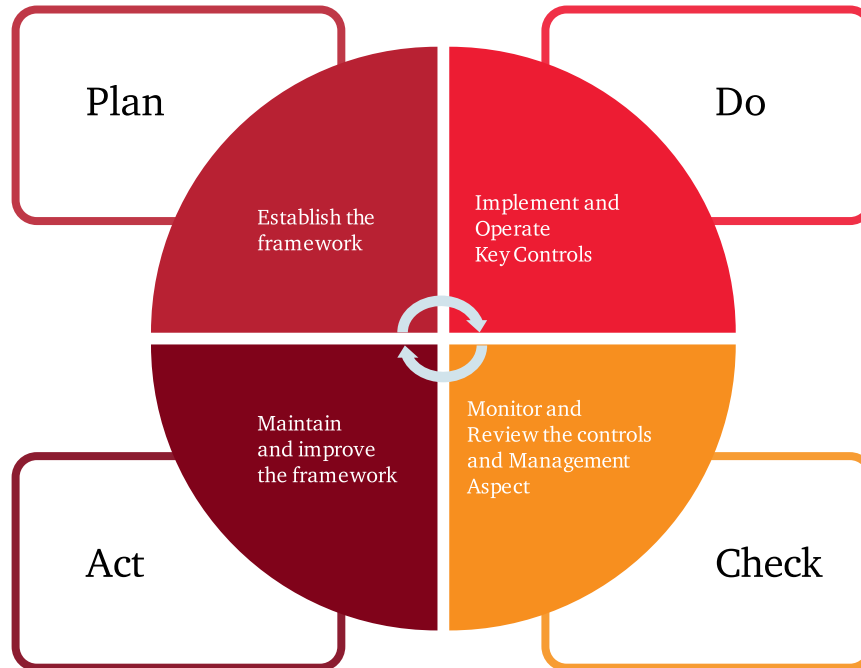 Plan
Do
Establish the
framework
Implement and
Operate
Key Controls
Maintain
and improve
the framework
Monitor and
Review the controls
and Management
Aspect
Act
Check